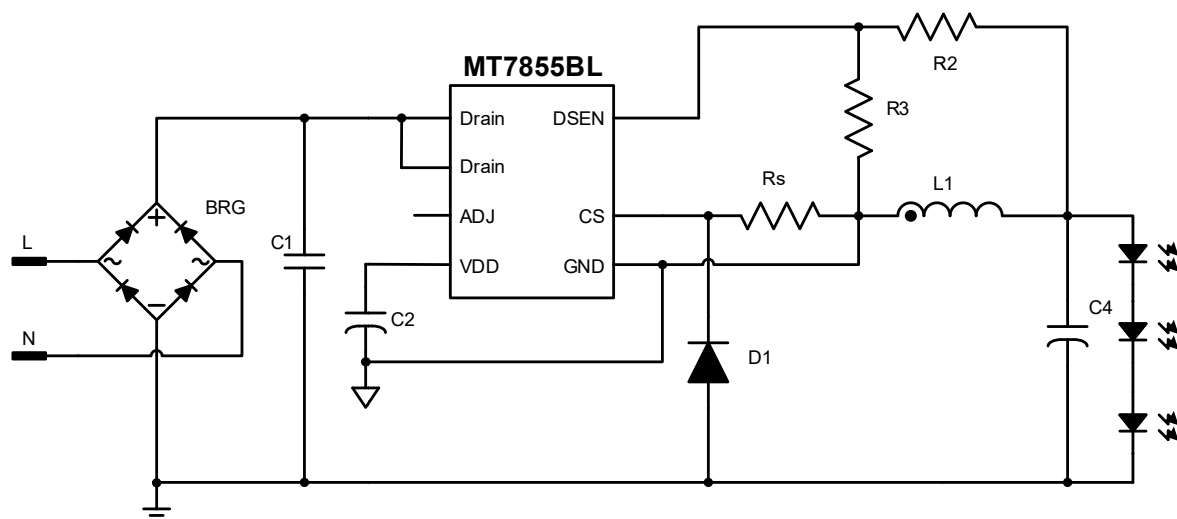 MT7855BL
R2
Drain
DSEN
R3
Drain
Rs
L1
BRG
ADJ
CS
L
C1
VDD
GND
C2
C4
N
D1